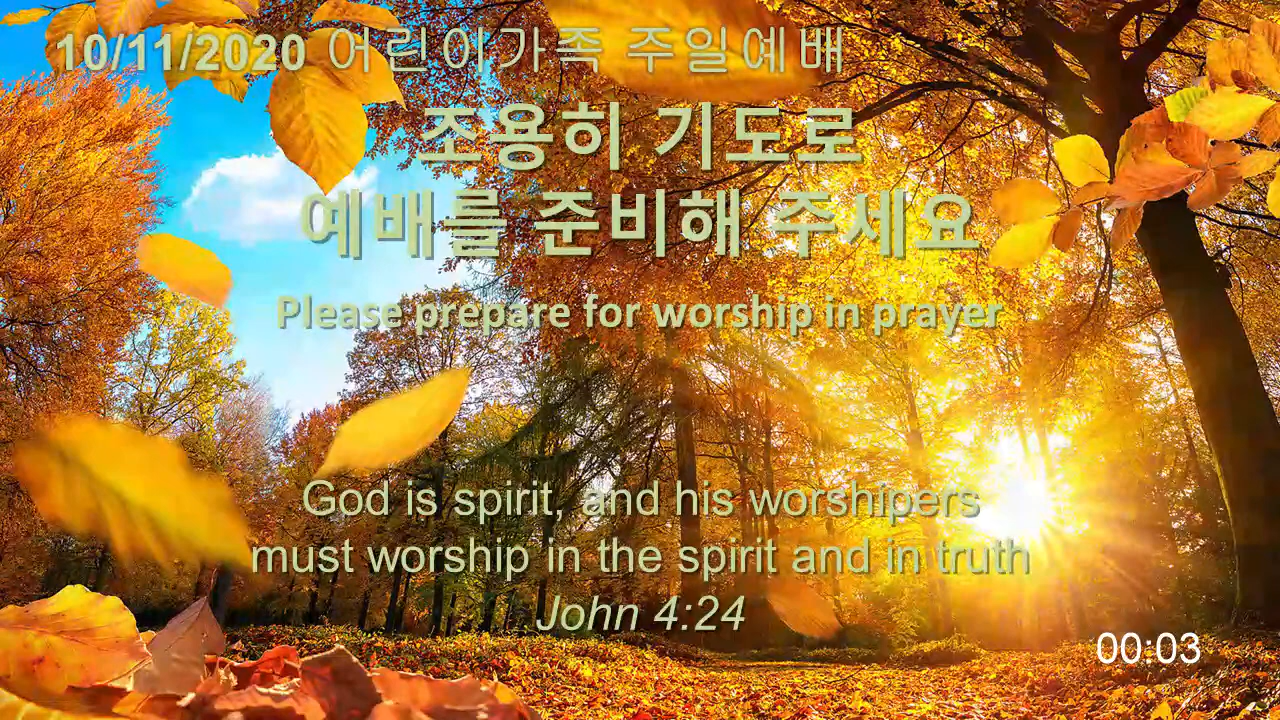 10/11/2020 어린이가족 주일예배
조용히 기도로
예배를 준비해 주세요
Please prepare for worship in prayer
God is spirit, and his worshipers
must worship in the spirit and in truth
John 4:24
00:03